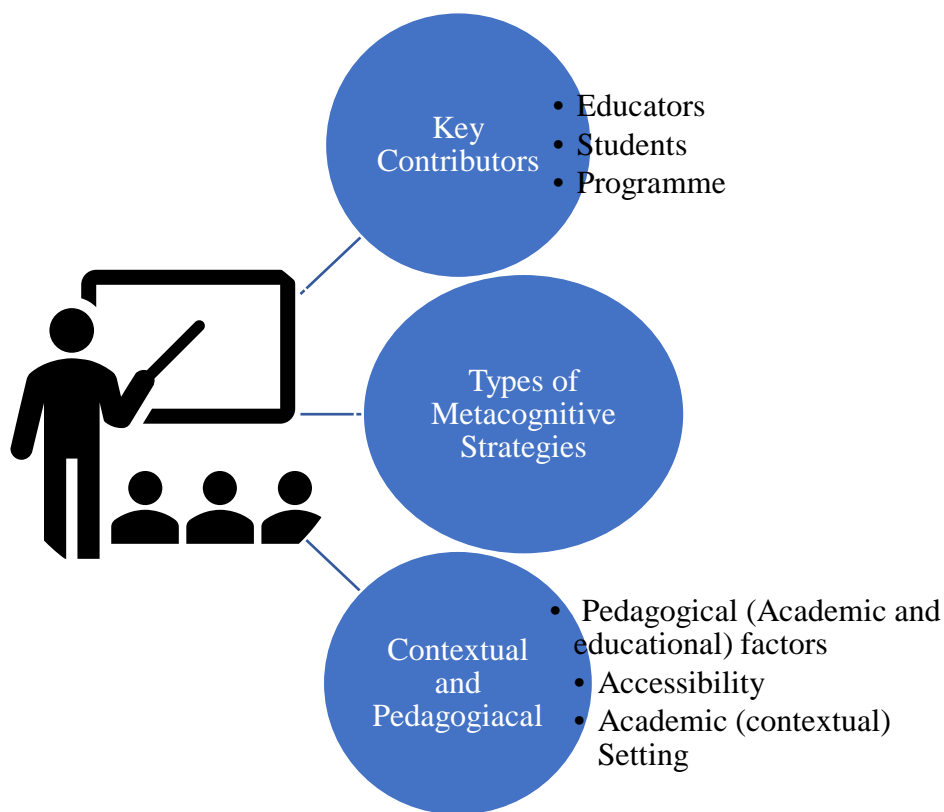 Key
Contributors
• Educators
• Students
• Programme
Types of
Metacognitive
Strategies
Contextual
and
Pedagogiacal
• Pedagogical (Academic and
educational) factors
• Accessibility
• Academic (contextual)
Setting